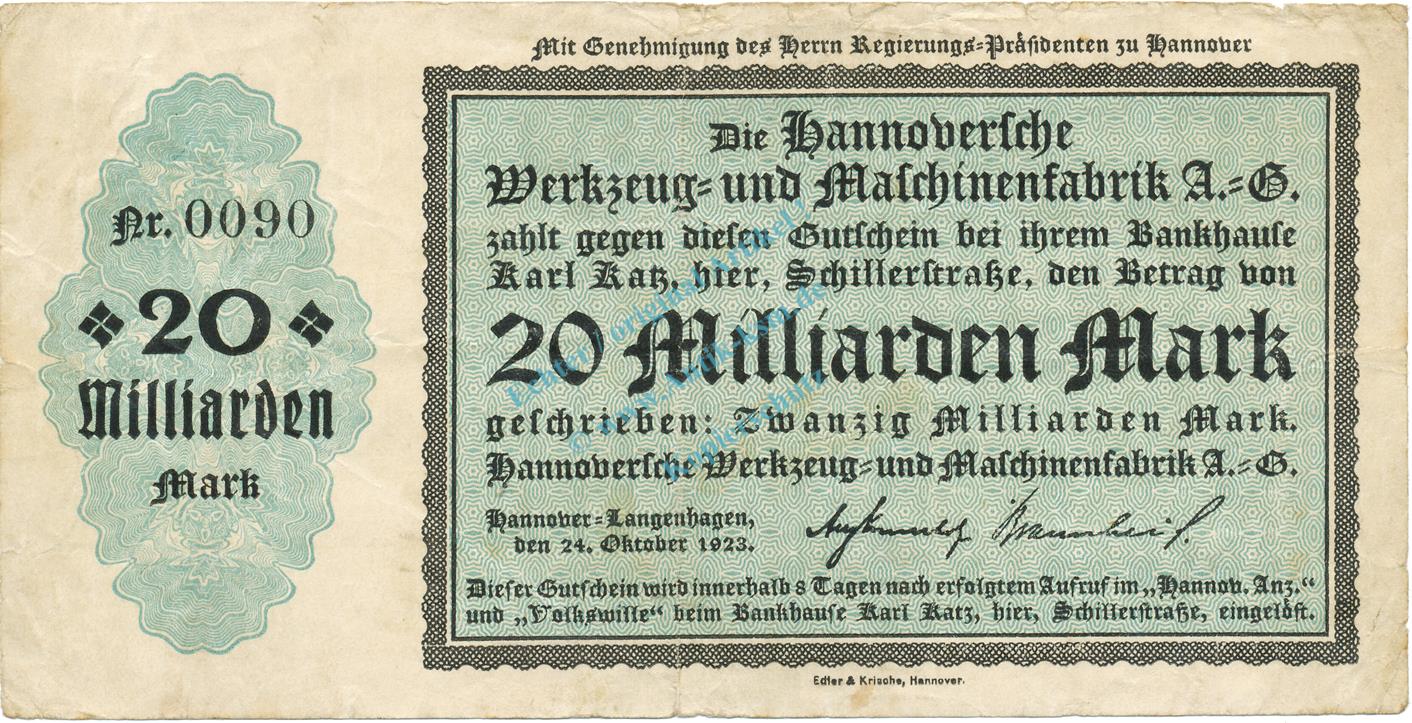 Mit Genehmigung des Herrn Regierungs=Präsidenten zu Hannover
Nr. 0090
20
Milliarden
Mark
Die Hannoversche
Werkzeug= und Maschinenfabrik A.=G.
zahlt gegen diesen Gutschein bei ihrem Bankhause
Karl Katz, hier, Schillerstraße, den Betrag von
20 Milliarden Mark
geschrieben: Zwanzig Milliarden Mark.
Hannoversche Werkzeug= und Maschinenfabrik A.=G.
Hannover=Langenhagen,
den 24. Oktober 1923.
Dieser Gutschein wird innerhalb 8 Tagen nach erfolgtem Aufruf im „Hannov. Anz.“
und „Volkswille“ beim Bankhause Karl Katz, hier, Schillerstraße, eingelöst.
Edler & Krische, Hannover.